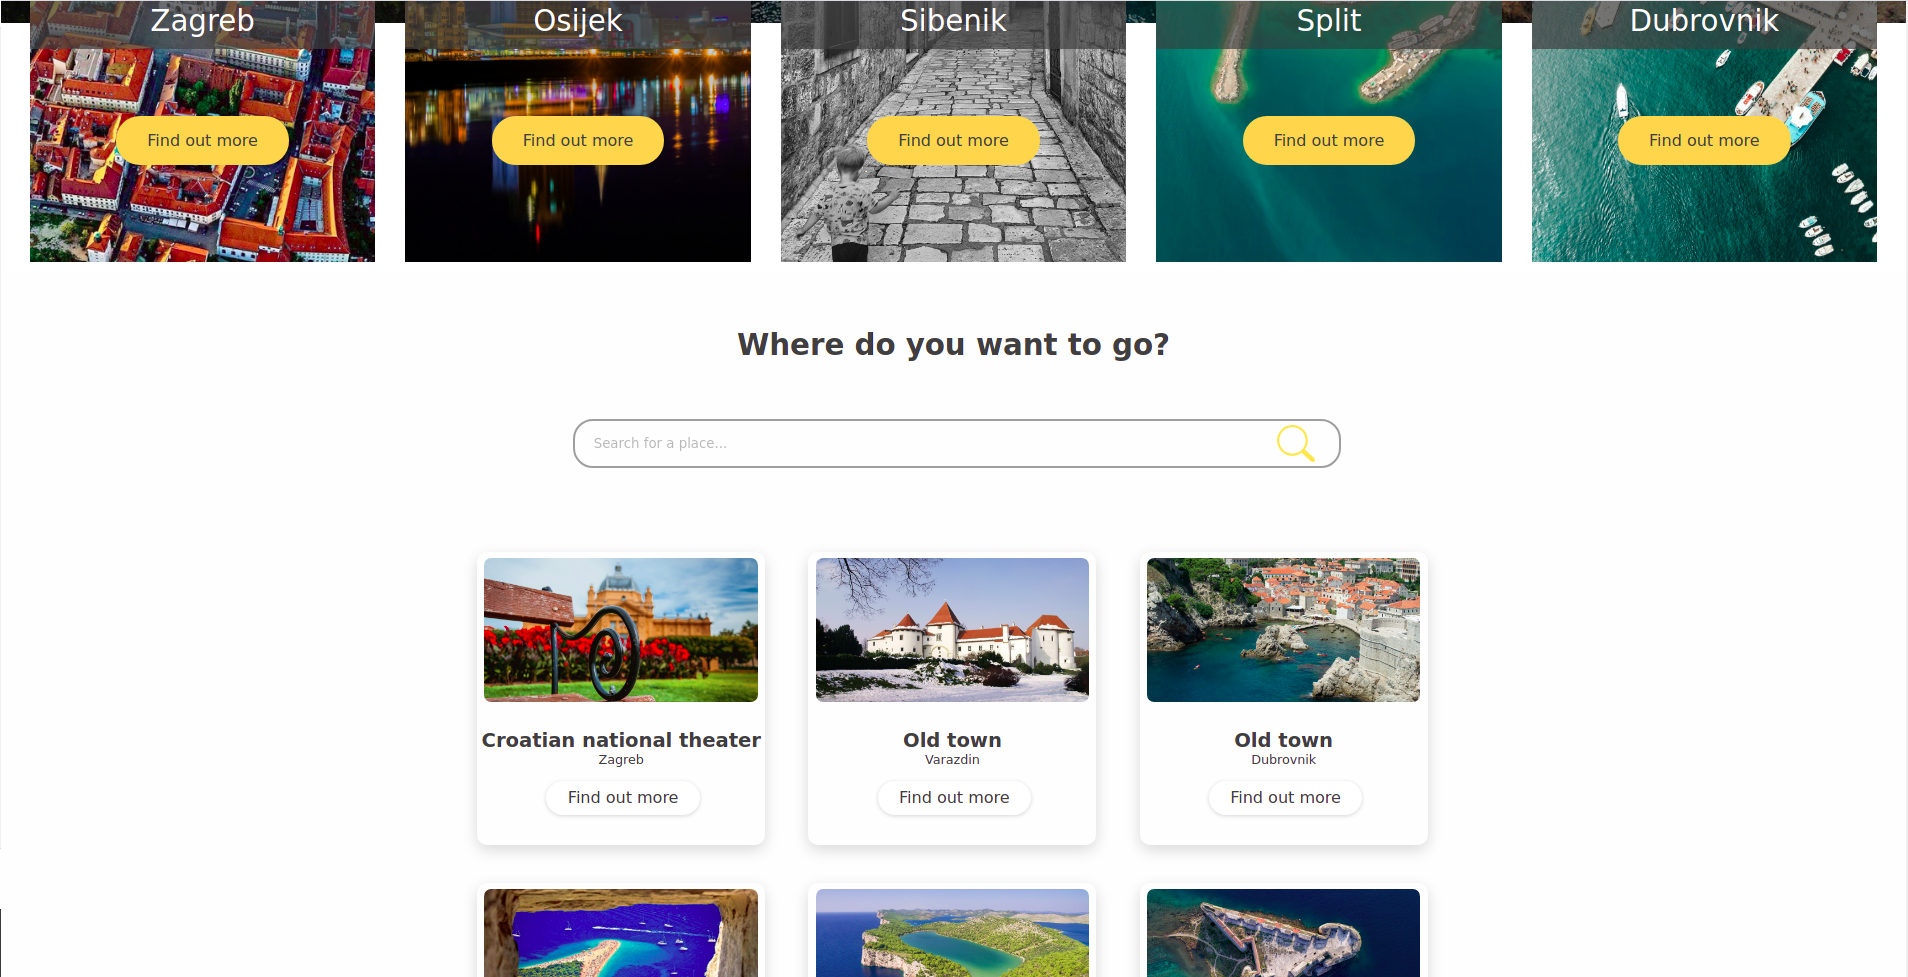 Zagreb
Osijek
Sibenik
Split
Dubrovnik
Find out more
Find out more
Find out more
Find out more
Find out more
Where do you want to go?
Search for a place...
Croatian national theater
Zagreb
Find out more
Old town
Varazdin
Find out more
Old town
Dubrovnik
Find out more